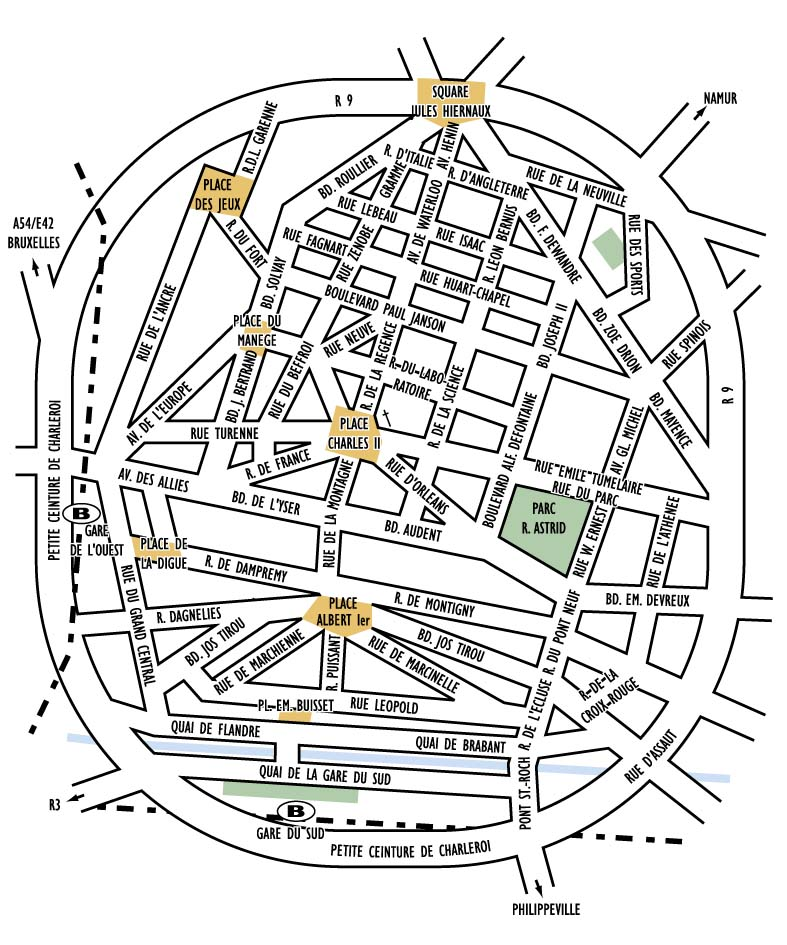 SQUARE
JULES HIERNAUX
R 9
NAMUR
R.D.L. GARENNE
AV. HENIN
R. D'ITALIE
BD. ROULLIER
GRAMME
R. D'ANGLETERRE
RUE DE LA NEUVILLE
PLACE
DES JEUX
RUE LEBEAU
AV. DE WATERLOO
R. LEON BERNUS
BD. F. DEWANDRE
RUE DES SPORTS
A54/E42
BRUXELLES
R. DU FORT
RUE FAGNART
RUE ZENOBE
RUE ISAAC
BD. SOLVAY
RUE HUART-CHAPEL
RUE DE L'ANCRE
BOULEVARD PAUL JANSON
PLACE DU
MANEGE
RUE NEUVE
R. DE LA REGENCE
BD. JOSEPH II
BD. ZOE DRION
RUE SPINOIS
R 9
BD. J. BERTRAND
RUE DU BEFFROI
R.-DU-LABO-
RATOIRE
R. DE LA SCIENCE
AV. DE L'EUROPE
PETITE CEINTURE DE CHARLEROI
RUE TURENNE
PLACE
CHARLES II
BOULEVARD ALF. DEFONTAINE
AV. GL. MICHEL
BD. MAYENCE
R. DE FRANCE
AV. DES ALLIES
RUE D'ORLEANS
RUE EMILE TUMELAIRE
RUE DU PARC
BD. DE L'YSER
RUE DE LA MONTAGNE
BD. AUDENT
PARC
R. ASTRID
RUE W. ERNEST
RUE DE L'ATHENEE
B
GARE
DE L'OUEST
PLACE DE
LA DIGUE
R. DE DAMPREMY
RUE DU GRAND CENTRAL
PLACE
ALBERT Ier
R. DE MONTIGNY
BD. EM. DEVREUX
R. DAGNELIES
BD. JOS TIROU
BD. JOS TIROU
RUE DE MARCHIENNE
R. PUISSANT
RUE DE MARCINELLE
R. DU PONT NEUF
R.-DE-LA
CROIX-ROUGE
PL. EM. BUISSET
RUE LEOPOLD
R. DE L'ECLUSE
QUAI DE FLANDRE
QUAI DE BRABANT
RUE D'ASSAUT
QUAI DE LA GARE DU SUD
PONT ST.-ROCH
R3
B
GARE DU SUD
PETITE CEINTURE DE CHARLEROI
PHILIPPEVILLE